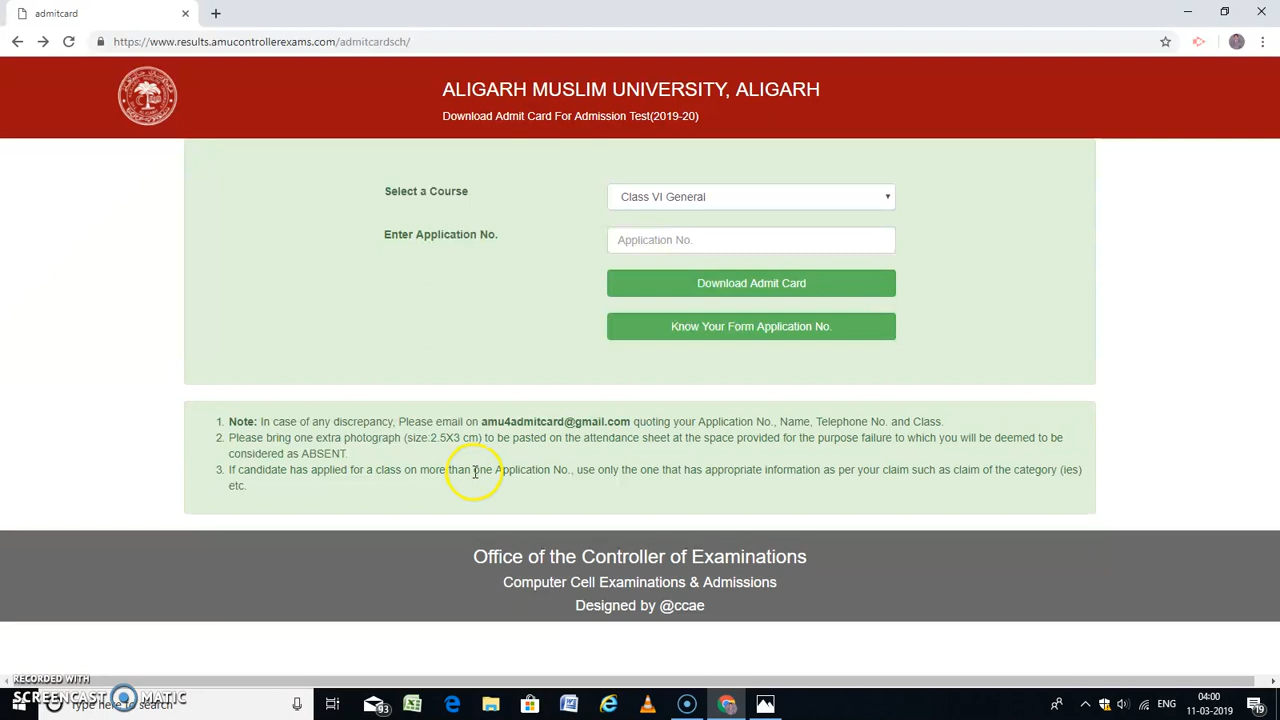 admitcard
https://www.results.amucontrollerexams.com/admitcardsch/
ALIGARH MUSLIM UNIVERSITY, ALIGARH
Download Admit Card For Admission Test(2019-20)
Select a Course
Class VI General
Enter Application No.
Application No.
Download Admit Card
Know Your Form Application No.
1. Note: In case of any discrepancy, Please email on amu4admitcard@gmail.com quoting your Application No., Name, Telephone No. and Class.
2. Please bring one extra photograph (size:2.5X3 cm) to be pasted on the attendance sheet at the space provided for the purpose failure to which you will be deemed to be
considered as ABSENT.
3. If candidate has applied for a class on more than one Application No., use only the one that has appropriate information as per your claim such as claim of the category (ies)
etc.
Office of the Controller of Examinations
Computer Cell Examinations & Admissions
Designed by @ccae
RECORDED WITH
SCREENCAST MATIC
Type here to search
93
ENG
04:00
11-03-2019
19